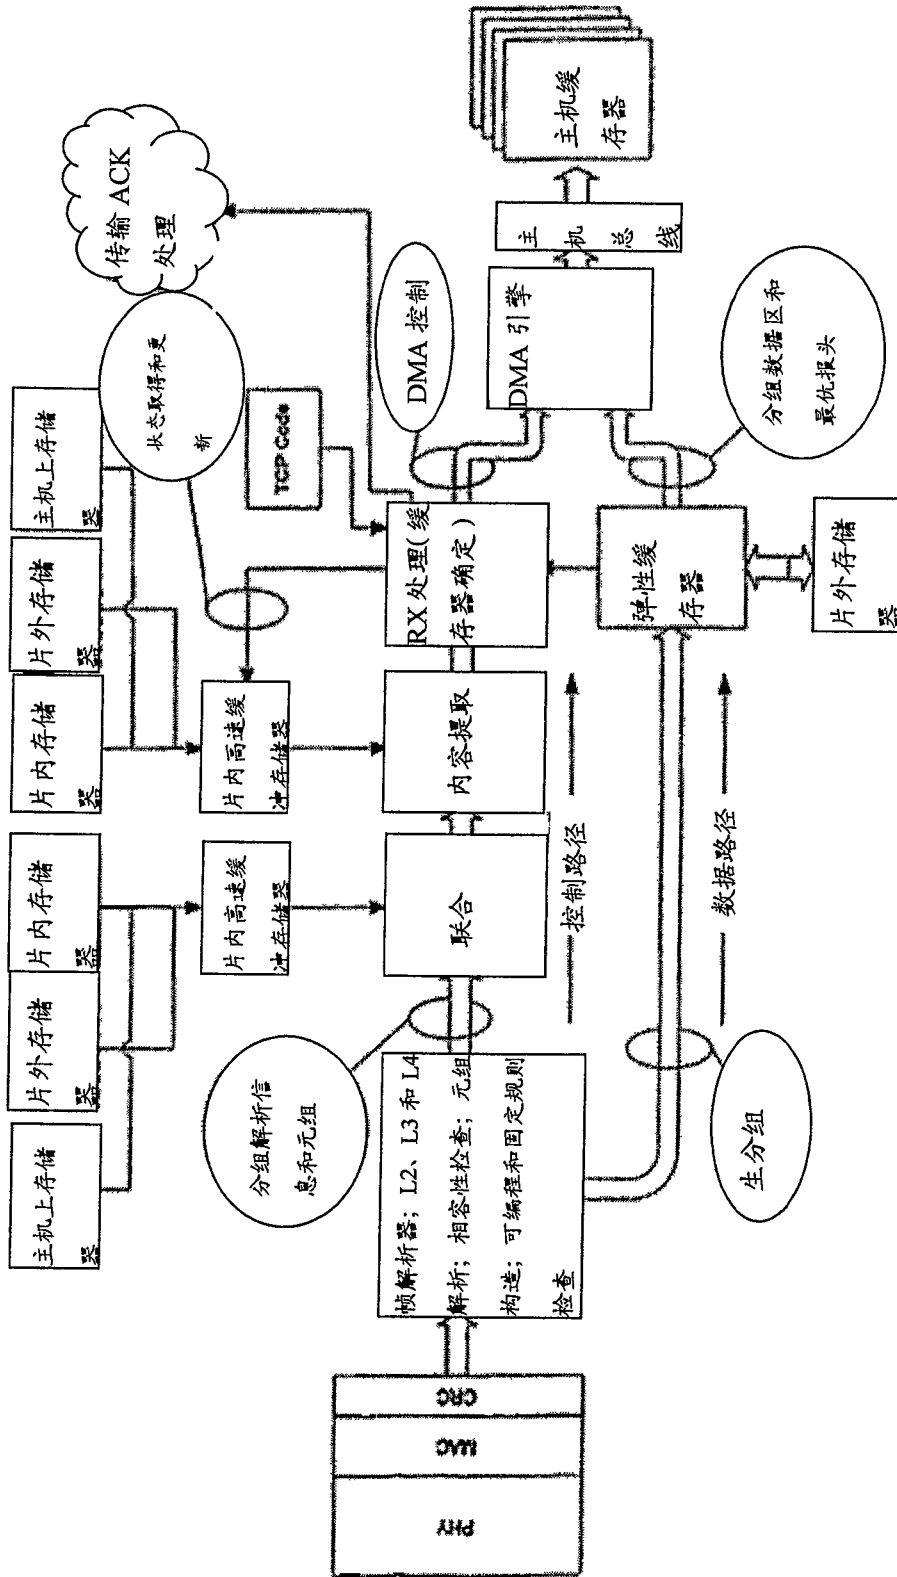 主机上存储
器
片外存储
器
片内存储
器
片内存储
器
片外存储
器
主机上存储
器
传输 ACK
处理
状态取得和更
新
TCP Code
片内高速缓
冲存储器
片内高速缓
冲存储器
DMA 控制
分组解析信
息和元组
PHY
MAC
CRC
帧解析器；L2、L3 和 L4
解析；相容性检查；元组
构造；可编程和固定规则
检查
联合
内容提取
RX 处理（缓
存器确定）
DMA 引擎
主机总线
主机缓
存器
控制路径
数据路径
生分组
弹性缓
存器
片外存储
器
分组数据区和
最优报头